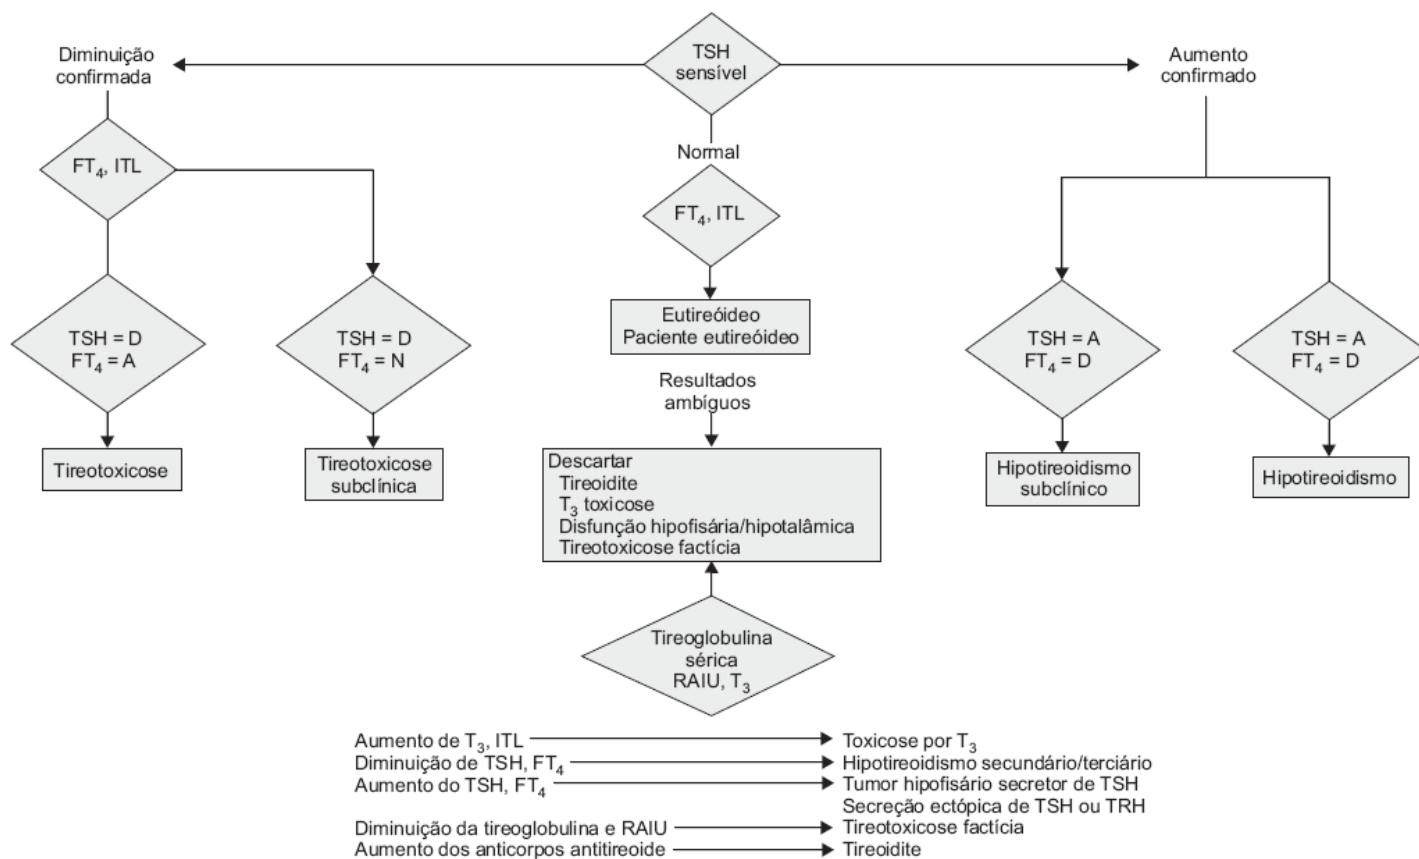 TSH
sensível
Diminuição
confirmada
Aumento
confirmado
FT₄, ITL
Normal
FT₄, ITL
TSH = D
FT₄ = A
TSH = D
FT₄ = N
Eutireóideo
Paciente eutireóideo
TSH = A
FT₄ = D
TSH = A
FT₄ = D
Resultados
ambíguos
Tireotoxicose
Tireotoxicose
subclínica
Descartar
Tireoidite
T₃ toxicose
Disfunção hipofisária/hipotalâmica
Tireotoxicose factícia
Hipotireoidismo
subclínico
Hipotireoidismo
Tireoglobulina
sérica
RAIU, T₃
Aumento de T₃, ITL Toxicose por T₃
Diminuição de TSH, FT₄ Hipotireoidismo secundário/terciário
Aumento do TSH, FT₄ Tumor hipofisário secretor de TSH
Secreção ectópica de TSH ou TRH
Diminuição da tireoglobulina e RAIU Tireotoxicose factícia
Aumento dos anticorpos antitireoide Tireoidite